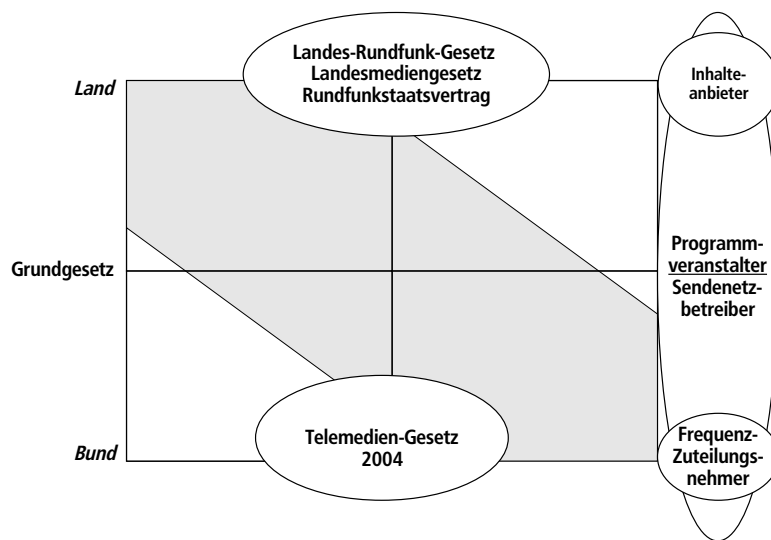 Landes-Rundfunk-Gesetz
Landesmediengesetz
Rundfunkstaatsvertrag
Land
Inhalte-
anbieter
Grundgesetz
Programm-
veranstalter
Sendenetz-
betreiber
Telemedien-Gesetz
2004
Bund
Frequenz-
Zuteilungs-
nehmer